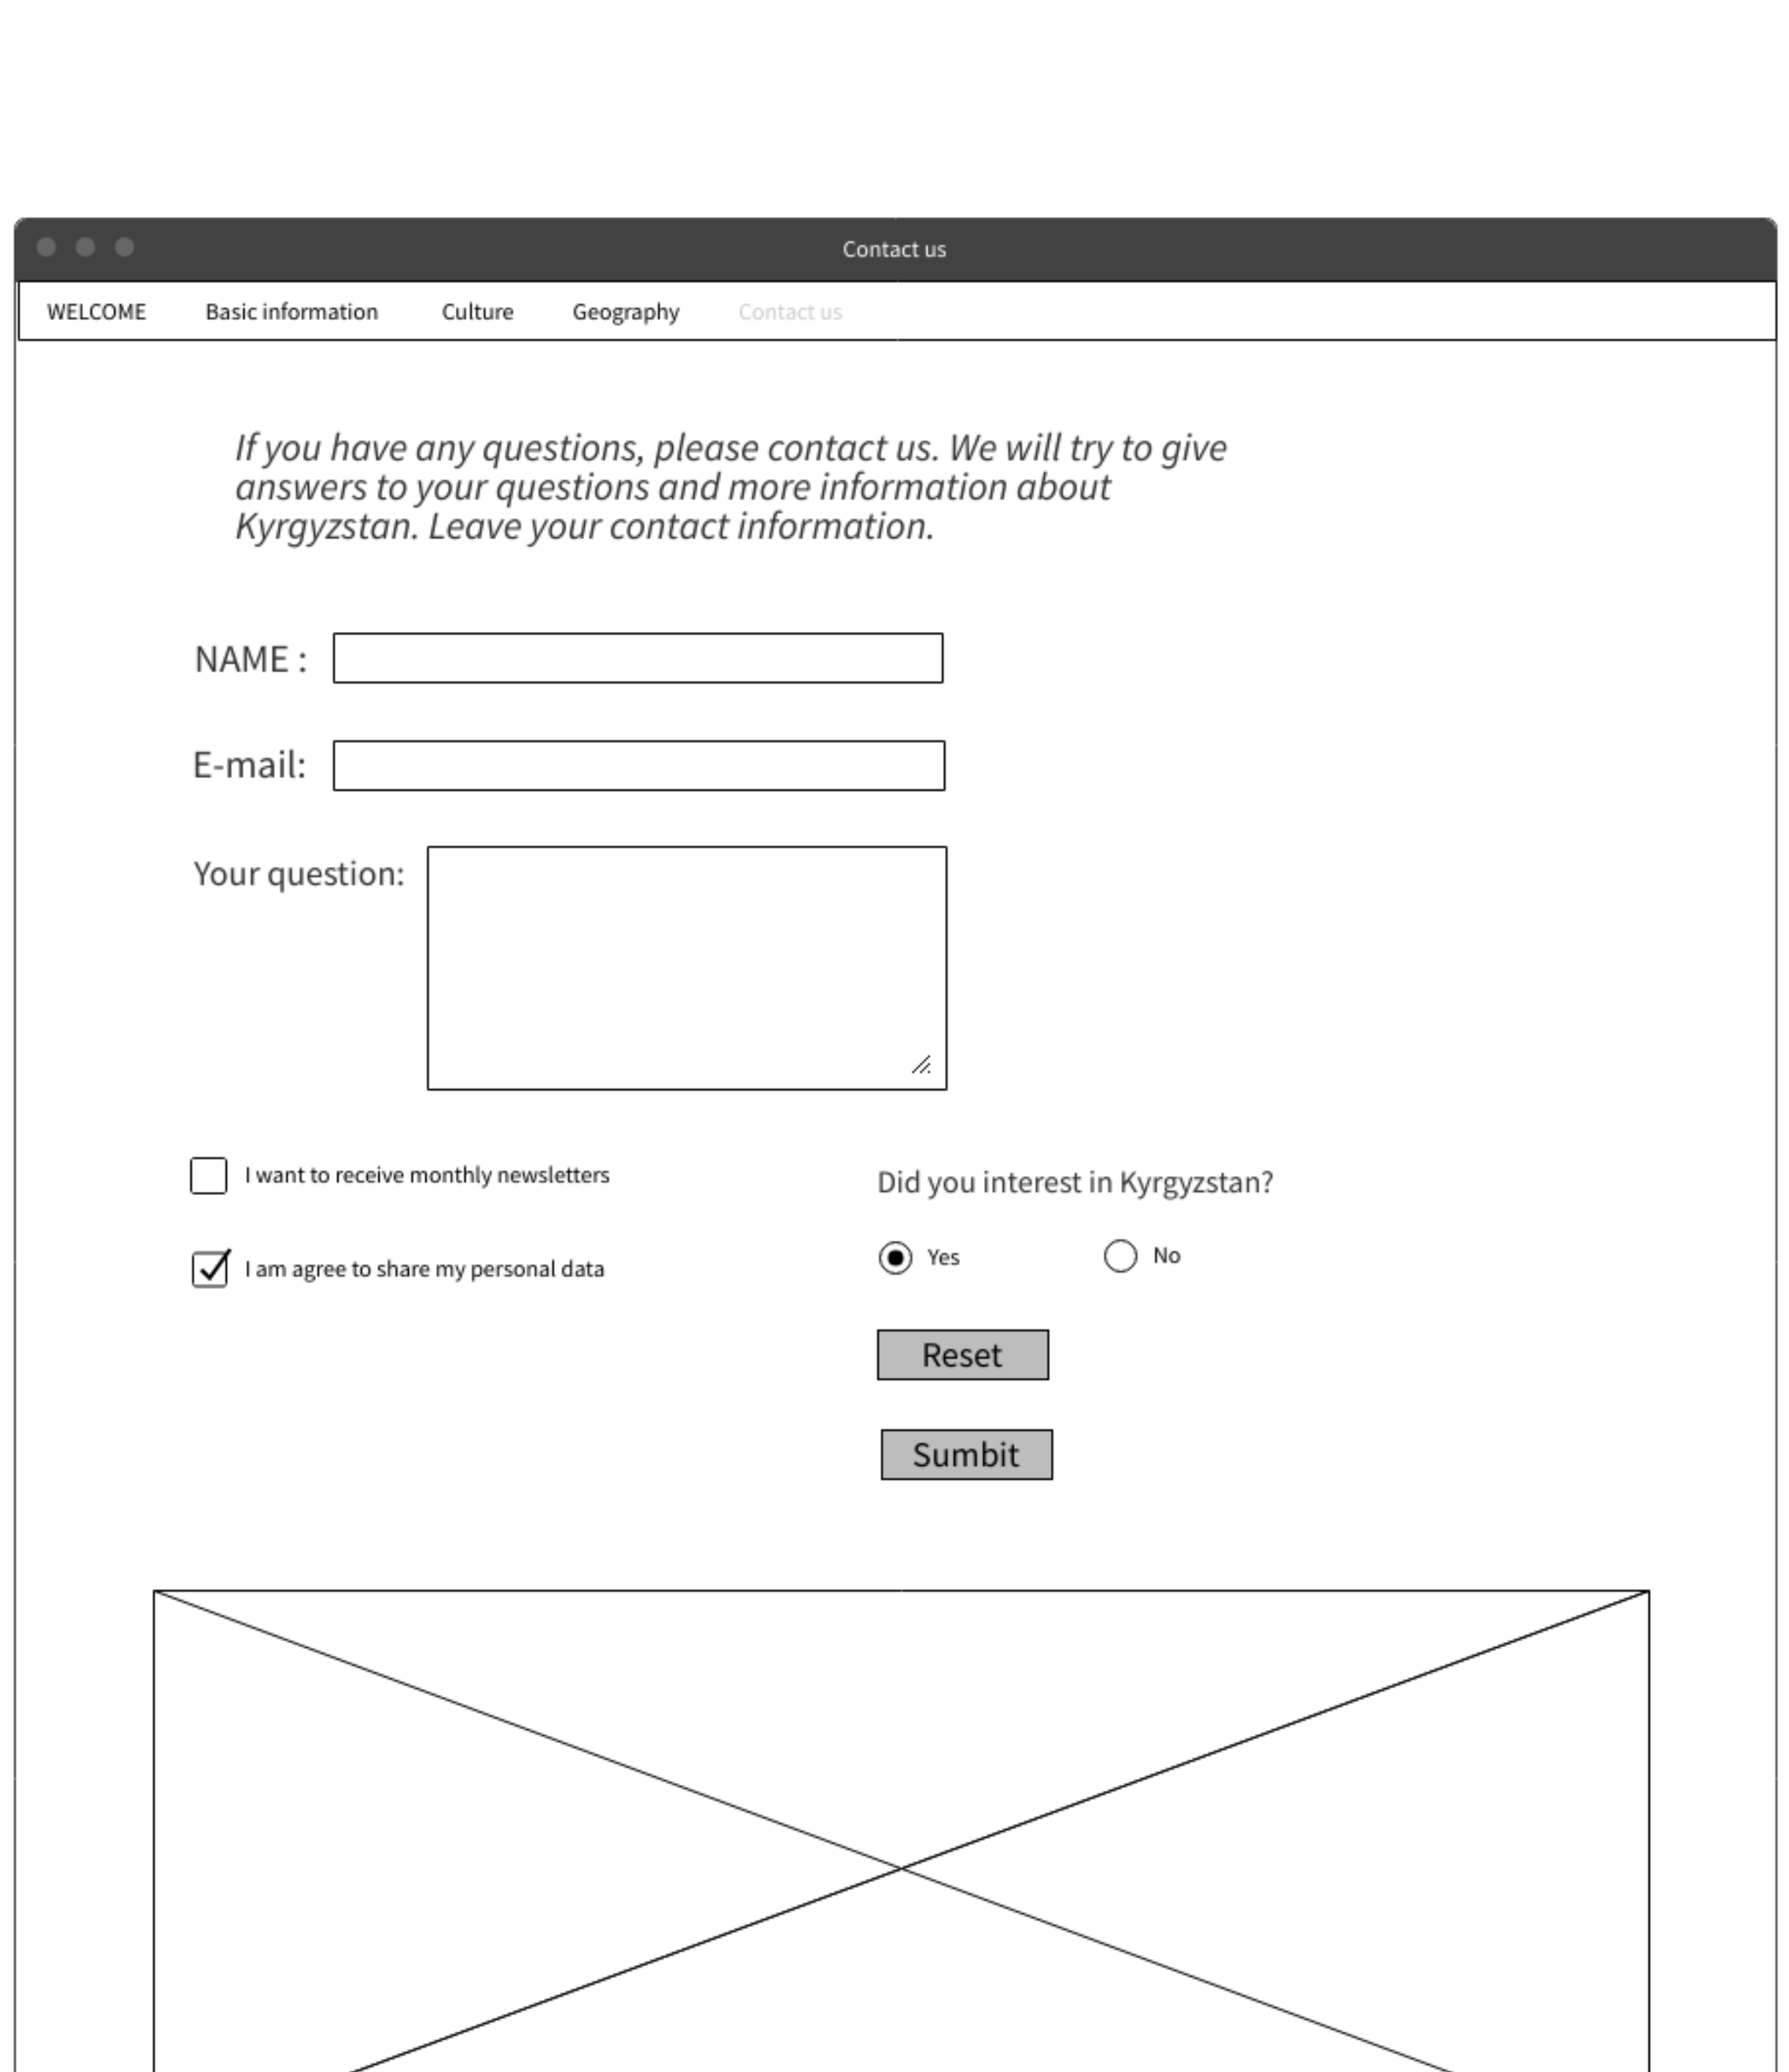 Contact us
WELCOME Basic information Culture Geography Contact us
If you have any questions, please contact us. We will try to give
answers to your questions and more information about
Kyrgyzstan. Leave your contact information.
NAME :
E-mail:
Your question:
I want to receive monthly newsletters
I am agree to share my personal data
Did you interest in Kyrgyzstan?
Yes No
Reset
Sumbit